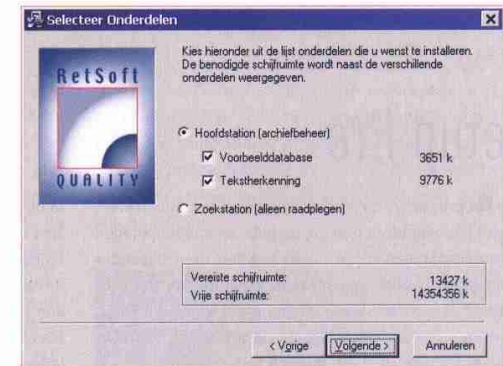 Selecteer Onderdelen
RetSoft
QUALITY
Kies hieronder uit de lijst onderdelen die u wenst te installeren.
De benodigde schijfruimte wordt naast de verschillende
onderdelen weergegeven.
Hoofdstation (archiefbeheer)
Voorbeelddatabase 3651 k
Tekstherkenning 9776 k
Zoekstation (alleen raadplegen)
Vereiste schijfruimte: 13427 k
Vrije schijfruimte: 14354356 k
< Vorige Volgende > Annuleren